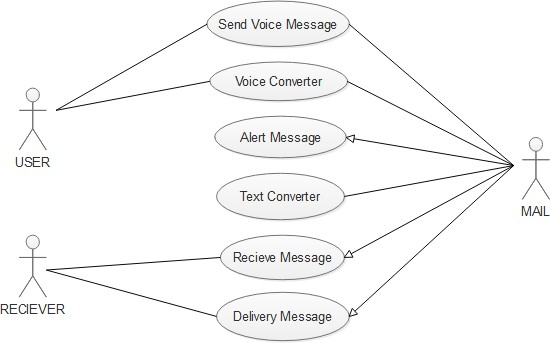 Send Voice Message
Voice Converter
Alert Message
USER
Text Converter
MAIL
Recieve Message
RECIEVER
Delivery Message